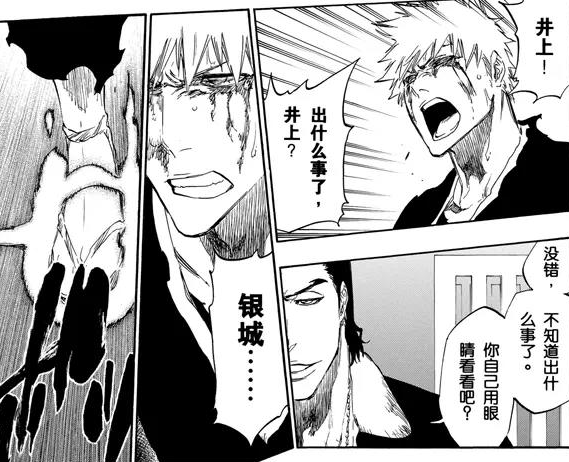 井上！
出什么事了，
井上？
没错，
不知道出什
么事了。
你自己用眼
睛看看吧？
银城……